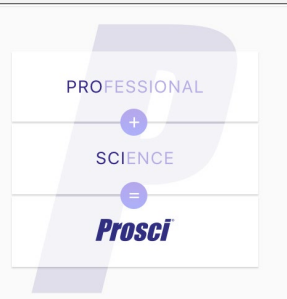 PROFESSIONAL
+
SCIENCE
=
Prosci